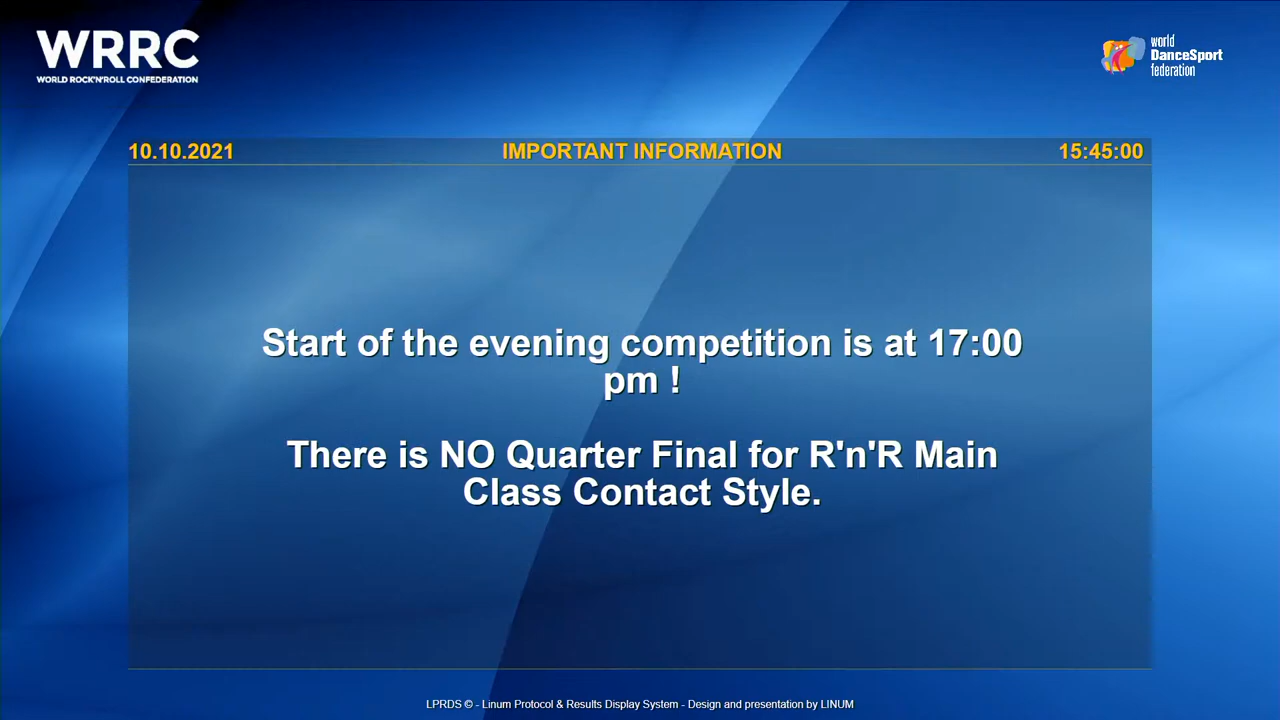 WRRC
WORLD ROCK'N'ROLL CONFEDERATION
world
DanceSport
federation
10.10.2021
IMPORTANT INFORMATION
15:45:00
Start of the evening competition is at 17:00
pm !
There is NO Quarter Final for R'n'R Main
Class Contact Style.
LPRDS © - Linum Protocol & Results Display System - Design and presentation by LINUM